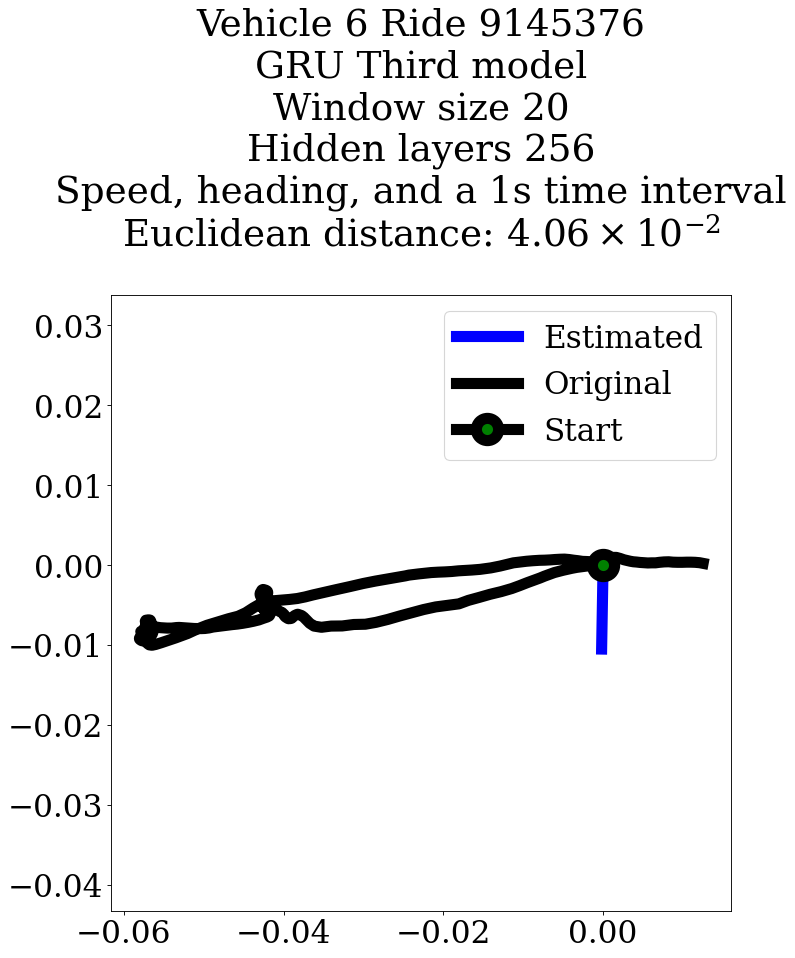 Vehicle 6 Ride 9145376
GRU Third model
Window size 20
Hidden layers 256
Speed, heading, and a 1s time interval
Euclidean distance: 4.06 × 10⁻²
Estimated
Original
Start
0.03
0.02
0.01
0.00
−0.01
−0.02
−0.03
−0.04
−0.06 −0.04 −0.02 0.00